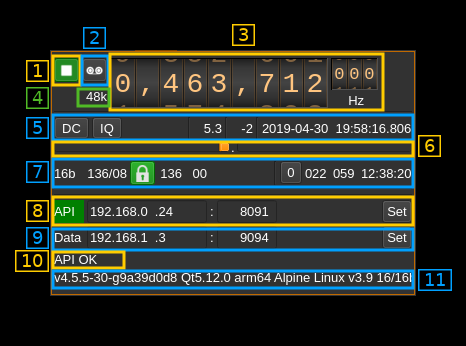 2
3
1
0,463,712 000
4
48k
Hz
5
DC IQ 5.3 -2 2019-04-30 19:58:16.806
6
7
16b 136/08 136 00 0 022 059 12:38:20
8
API 192.168.0 .24 : 8091 Set
9
Data 192.168.1 .3 : 9094 Set
10
API OK
v4.5.5-30-g9a39d0d8 Qt5.12.0 arm64 Alpine Linux v3.9 16/16
11